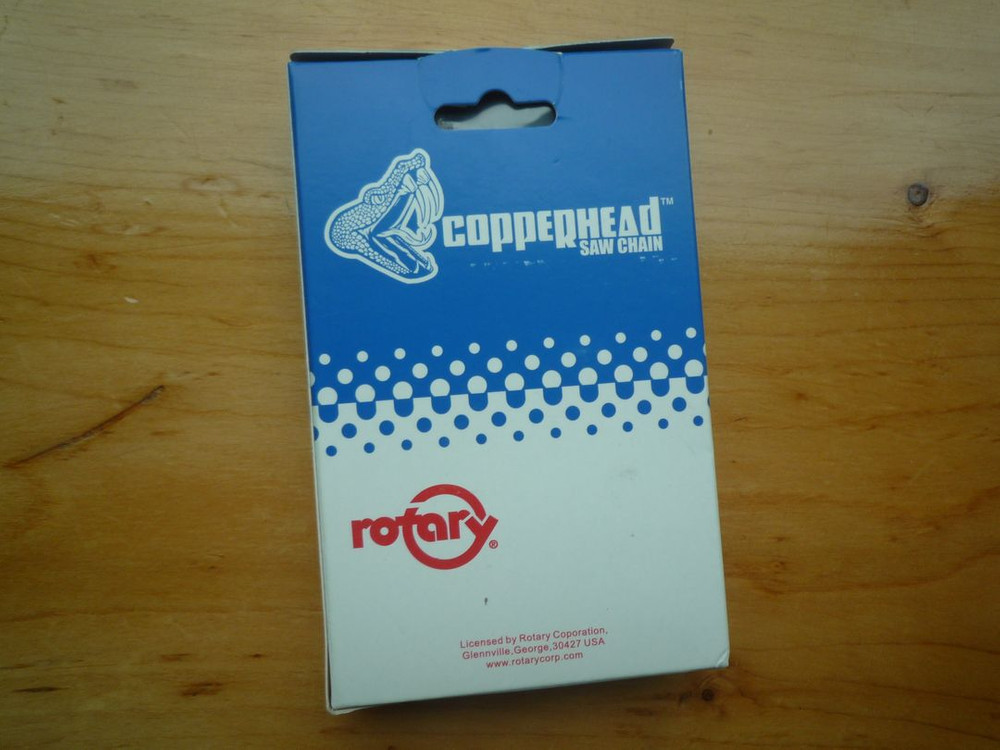 COPPERHEAD™
SAW CHAIN
rotary®
Licensed by Rotary Coporation,
Glennville,George,30427 USA
www.rotarycorp.com